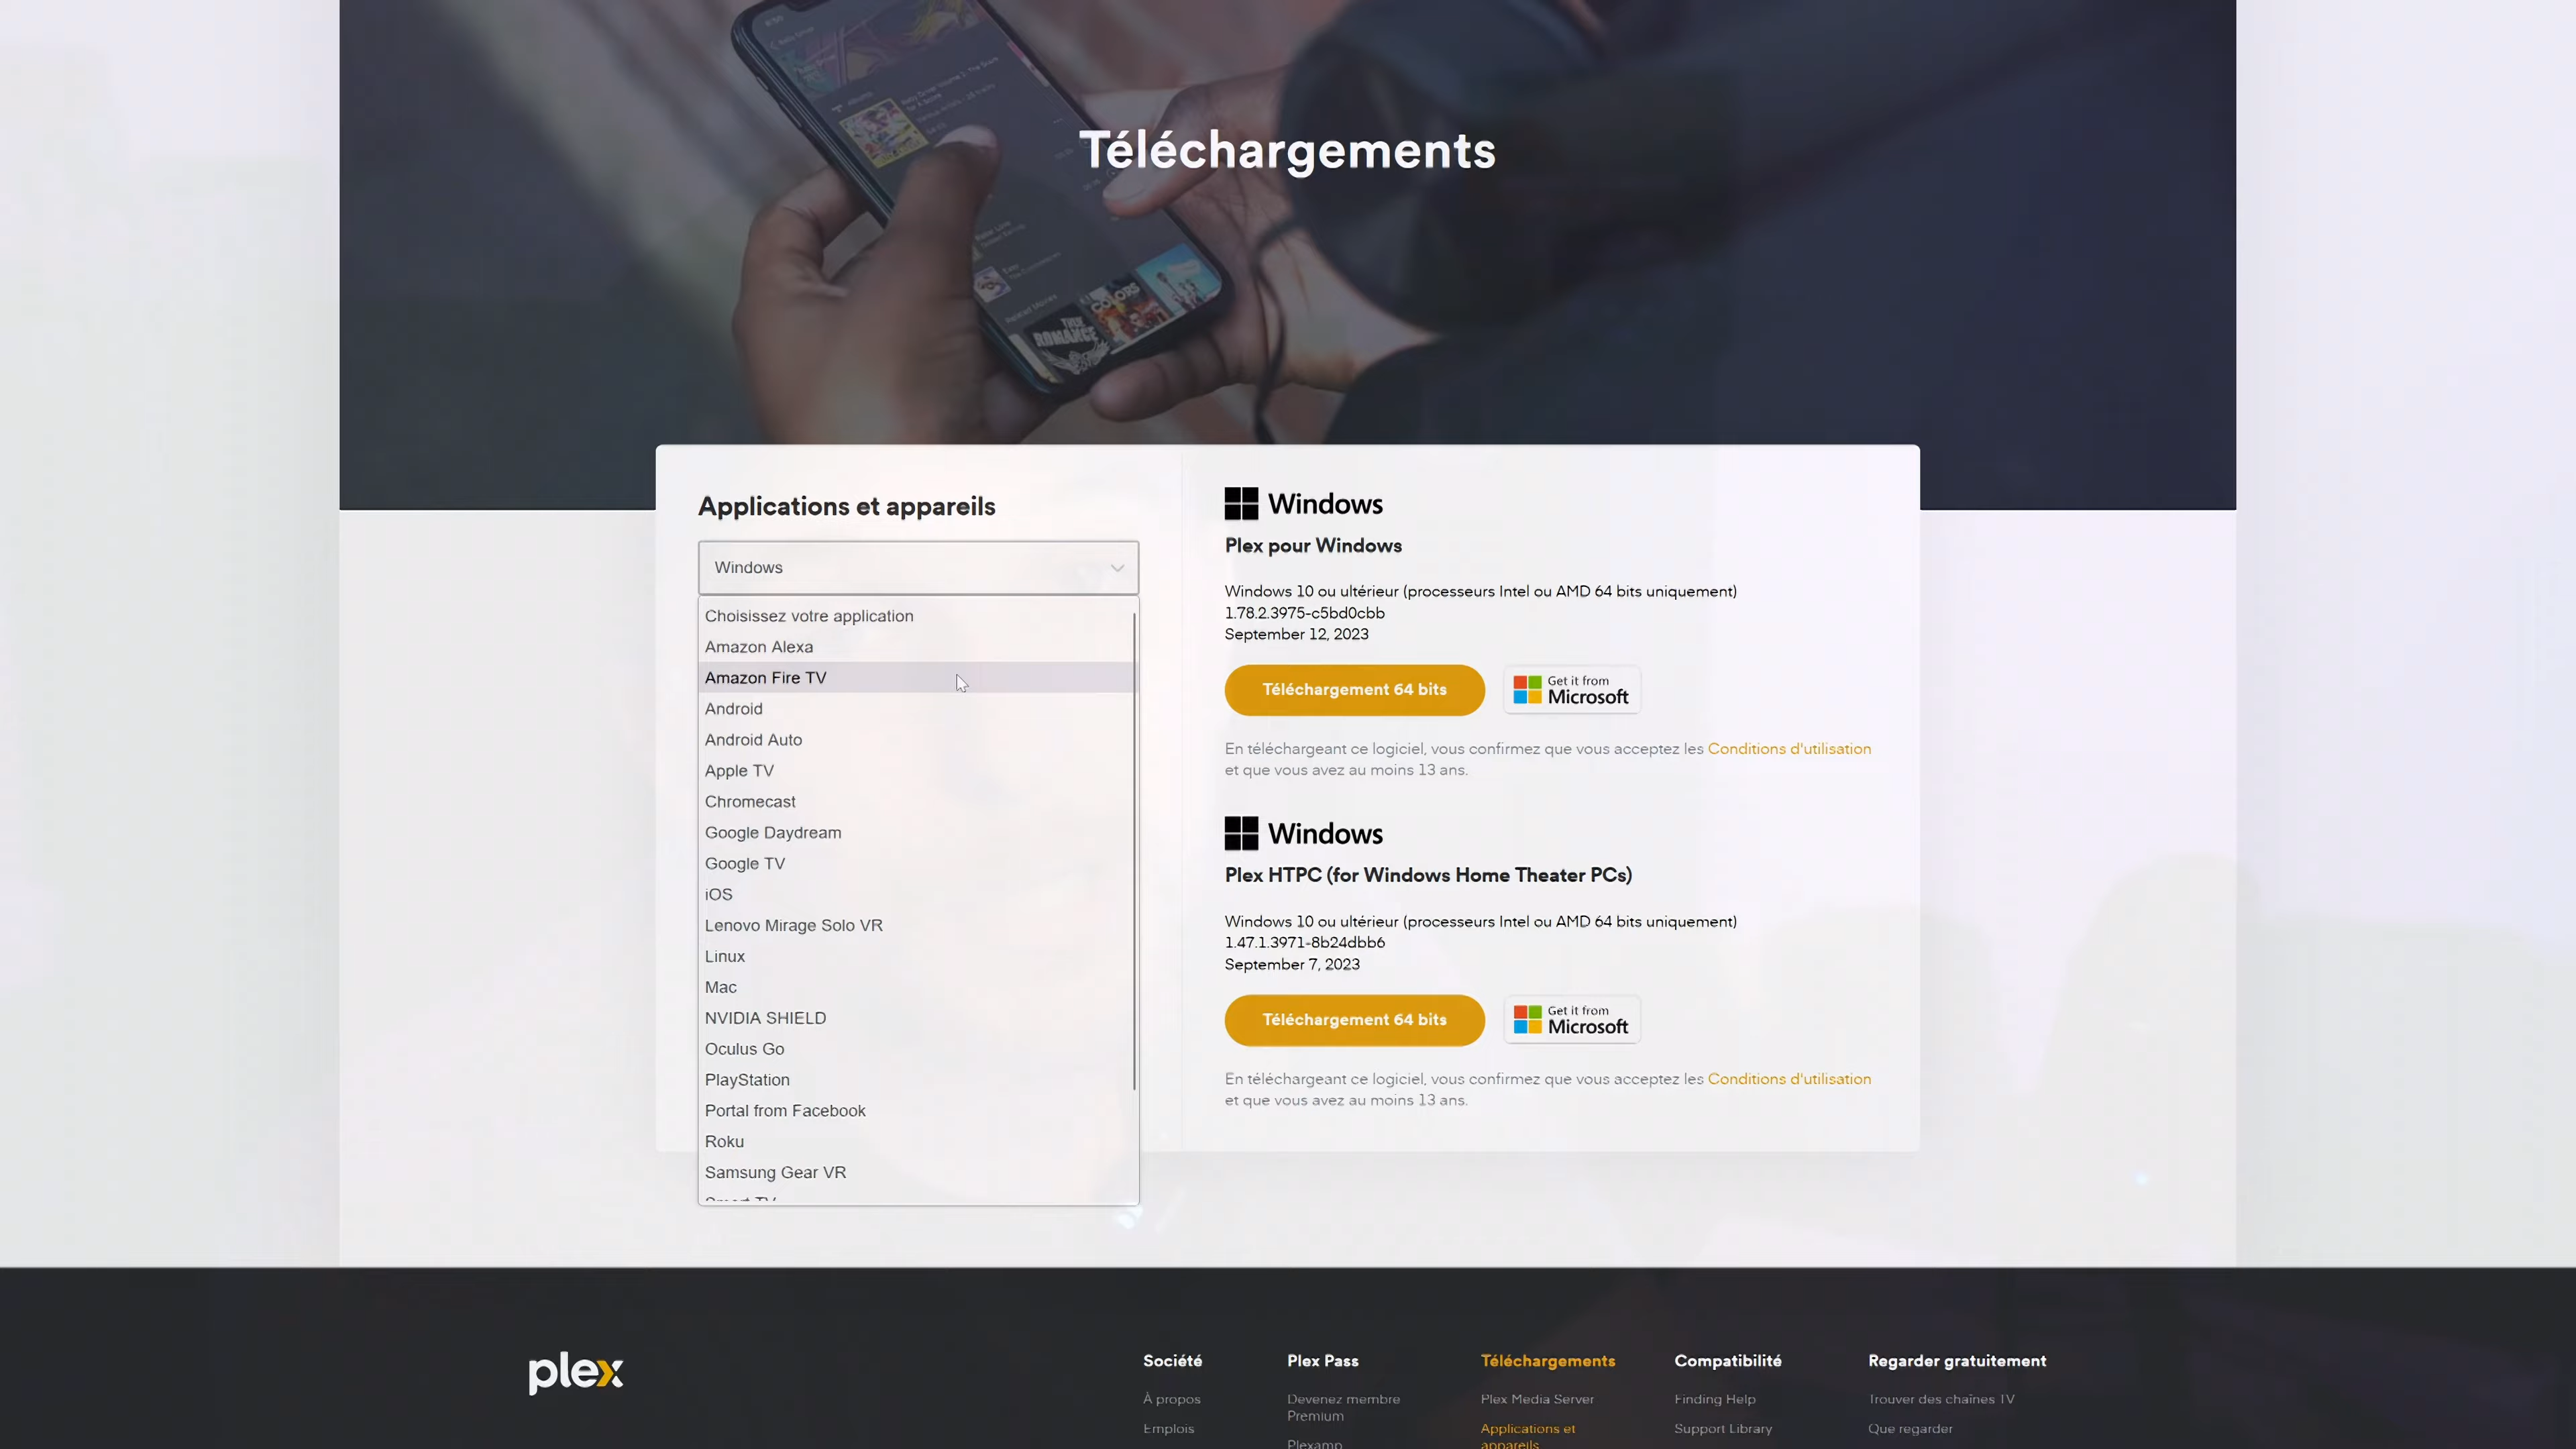 Téléchargements
THE
ROMANCE
COLORS
Applications et appareils
Windows
Choisissez votre application
Amazon Alexa
Amazon Fire TV
Android
Android Auto
Apple TV
Chromecast
Google Daydream
Google TV
iOS
Lenovo Mirage Solo VR
Linux
Mac
NVIDIA SHIELD
Oculus Go
PlayStation
Portal from Facebook
Roku
Samsung Gear VR
Smart TV
Windows
Plex pour Windows
Windows 10 ou ultérieur (processeurs Intel ou AMD 64 bits uniquement)
1.78.2.3975-c5bd0cbb
September 12, 2023
Téléchargement 64 bits
Get it from
Microsoft
En téléchargeant ce logiciel, vous confirmez que vous acceptez les Conditions d'utilisation
et que vous avez au moins 13 ans.
Windows
Plex HTPC (for Windows Home Theater PCs)
Windows 10 ou ultérieur (processeurs Intel ou AMD 64 bits uniquement)
1.47.1.3971-8b24dbb6
September 7, 2023
Téléchargement 64 bits
Get it from
Microsoft
En téléchargeant ce logiciel, vous confirmez que vous acceptez les Conditions d'utilisation
et que vous avez au moins 13 ans.
plex
Société
À propos
Emplois
Plex Pass
Devenez membre
Premium
Plexamp
Téléchargements
Plex Media Server
Applications et
appareils
Compatibilité
Finding Help
Support Library
Regarder gratuitement
Trouver des chaînes TV
Que regarder